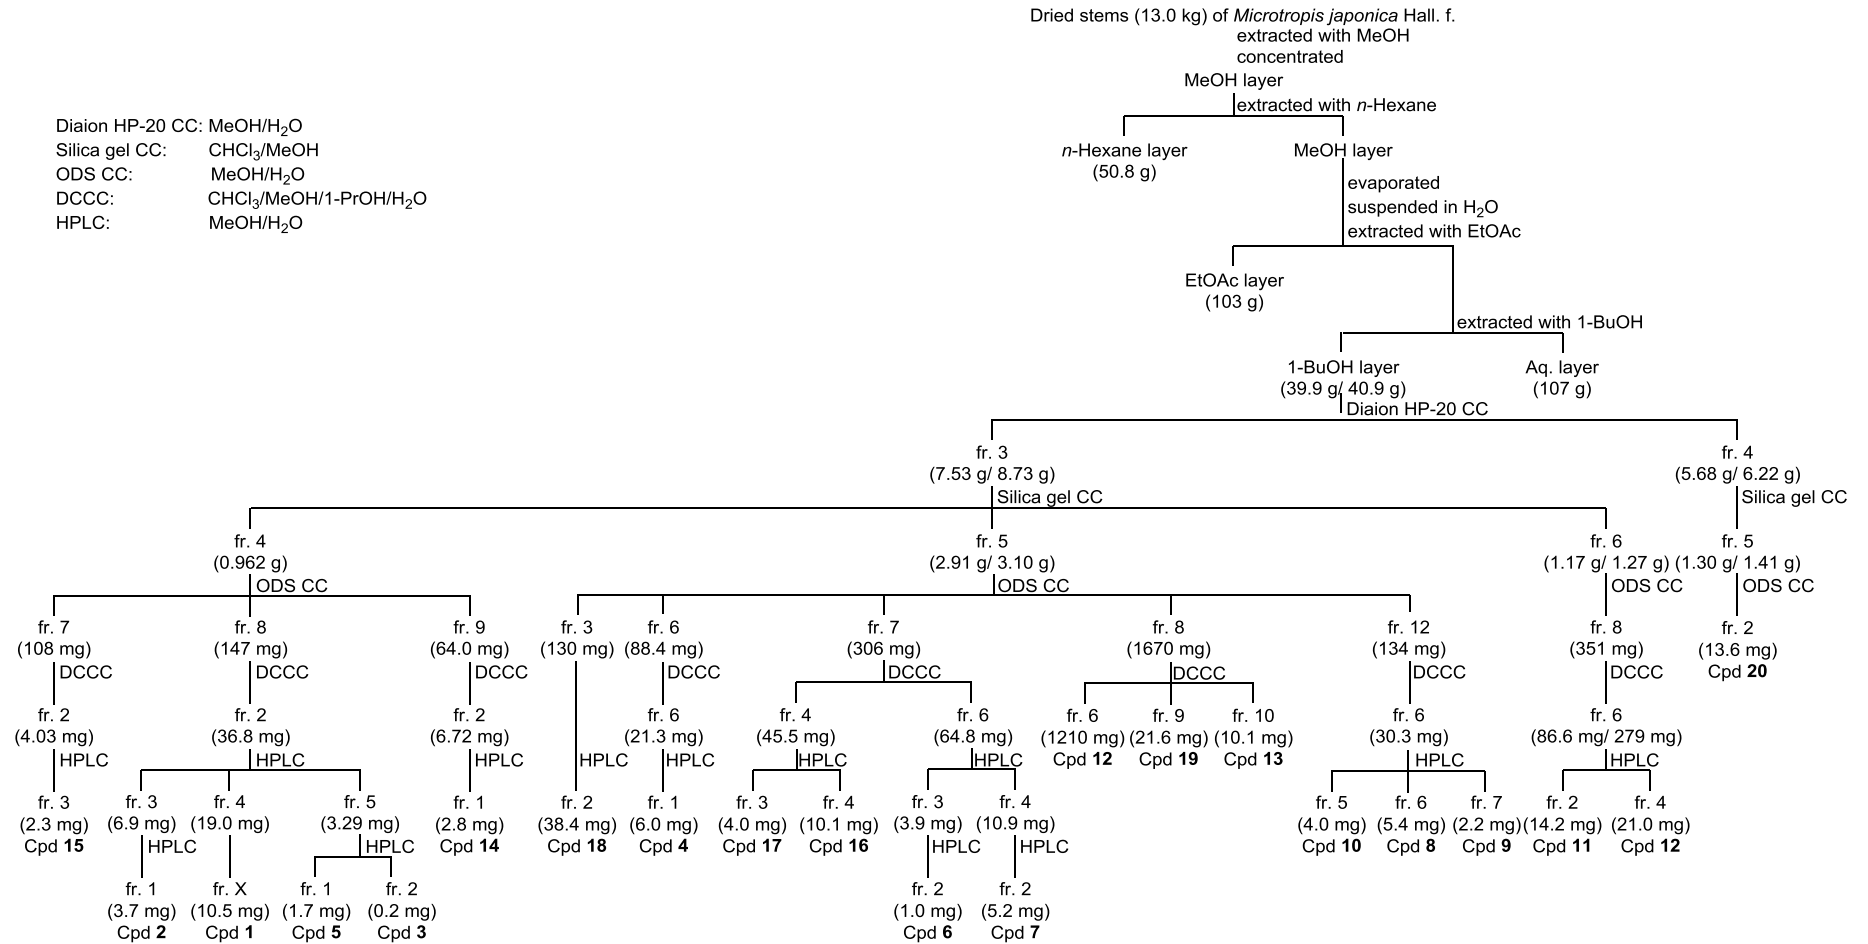 Dried stems (13.0 kg) of Microtropis japonica Hall. f.
extracted with MeOH
concentrated
MeOH layer
extracted with n-Hexane
Diaion HP-20 CC: MeOH/H2O
Silica gel CC: CHCl3/MeOH
ODS CC: MeOH/H2O
DCCC: CHCl3/MeOH/1-PrOH/H2O
HPLC: MeOH/H2O
n-Hexane layer MeOH layer
(50.8 g)
evaporated
suspended in H2O
extracted with EtOAc
EtOAc layer
(103 g)
extracted with 1-BuOH
1-BuOH layer Aq. layer
(39.9 g/ 40.9 g) (107 g)
Diaion HP-20 CC
fr. 3 fr. 4
(7.53 g/ 8.73 g) (5.68 g/ 6.22 g)
Silica gel CC Silica gel CC
fr. 4 fr. 5 fr. 6 fr. 5
(0.962 g) (2.91 g/ 3.10 g) (1.17 g/ 1.27 g) (1.30 g/ 1.41 g)
ODS CC ODS CC ODS CC ODS CC
fr. 7 fr. 8 fr. 9 fr. 3 fr. 6 fr. 7 fr. 8 fr. 12 fr. 8 fr. 2
(108 mg) (147 mg) (64.0 mg) (130 mg) (88.4 mg) (306 mg) (1670 mg) (134 mg) (351 mg) (13.6 mg)
DCCC DCCC DCCC DCCC DCCC DCCC DCCC DCCC Cpd 20
fr. 2 fr. 2 fr. 2 fr. 6 fr. 4 fr. 6 fr. 6 fr. 9 fr. 10 fr. 6 fr. 6
(4.03 mg) (36.8 mg) (6.72 mg) (21.3 mg) (45.5 mg) (64.8 mg) (1210 mg) (21.6 mg) (10.1 mg) (30.3 mg) (86.6 mg/ 279 mg)
HPLC HPLC HPLC HPLC HPLC HPLC HPLC Cpd 12 Cpd 19 Cpd 13 HPLC HPLC
fr. 3 fr. 3 fr. 4 fr. 5 fr. 1 fr. 2 fr. 1 fr. 3 fr. 4 fr. 3 fr. 4 fr. 5 fr. 6 fr. 7 fr. 2 fr. 4
(2.3 mg) (6.9 mg) (19.0 mg) (3.29 mg) (2.8 mg) (38.4 mg) (6.0 mg) (4.0 mg) (10.1 mg) (3.9 mg) (10.9 mg) (4.0 mg) (5.4 mg) (2.2 mg) (14.2 mg) (21.0 mg)
Cpd 15 HPLC HPLC Cpd 14 Cpd 18 Cpd 4 Cpd 17 Cpd 16 HPLC HPLC Cpd 10 Cpd 8 Cpd 9 Cpd 11 Cpd 12
fr. 1 fr. X fr. 1 fr. 2 fr. 2 fr. 2
(3.7 mg) (10.5 mg) (1.7 mg) (0.2 mg) (1.0 mg) (5.2 mg)
Cpd 2 Cpd 1 Cpd 5 Cpd 3 Cpd 6 Cpd 7